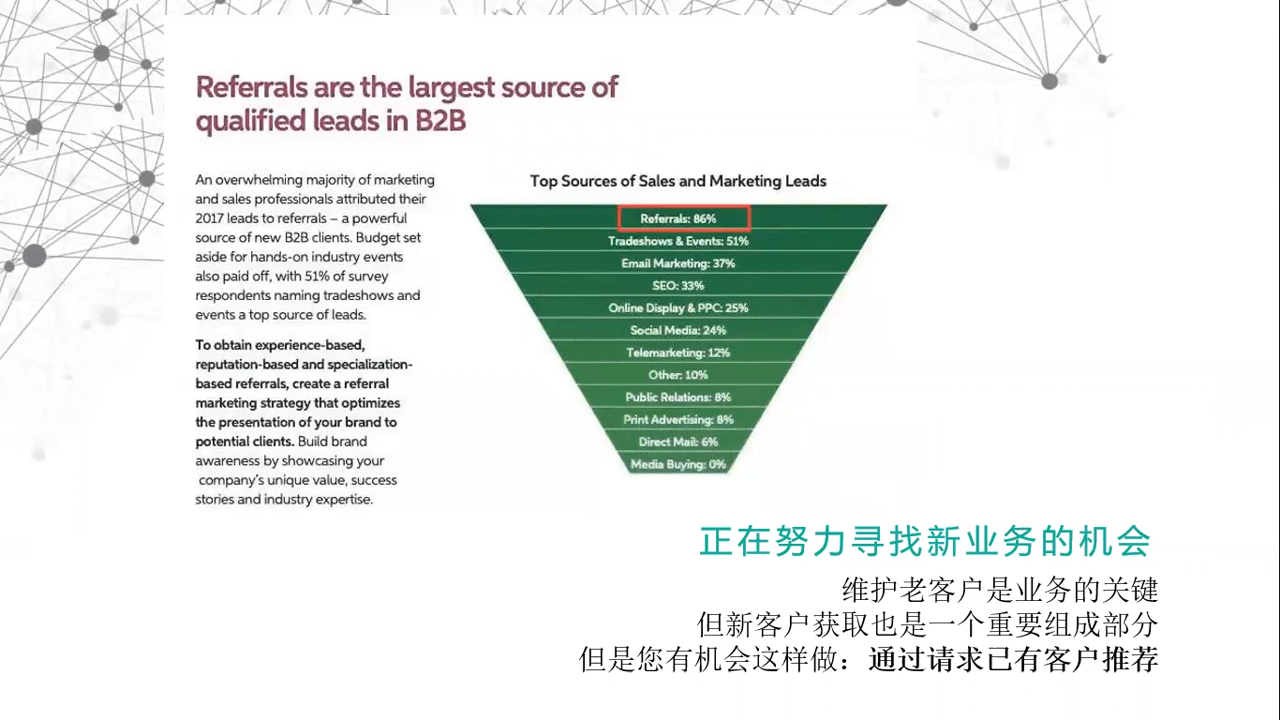 Referrals are the largest source of
qualified leads in B2B
An overwhelming majority of marketing
and sales professionals attributed their
2017 leads to referrals – a powerful
source of new B2B clients. Budget set
aside for hands-on industry events
also paid off, with 51% of survey
respondents naming tradeshows and
events a top source of leads.
To obtain experience-based,
reputation-based and specialization-
based referrals, create a referral
marketing strategy that optimizes
the presentation of your brand to
potential clients. Build brand
awareness by showcasing your
company's unique value, success
stories and industry expertise.
Top Sources of Sales and Marketing Leads
Referrals: 86%
Tradeshows & Events: 51%
Email Marketing: 37%
SEO: 33%
Online Display & PPC: 25%
Social Media: 24%
Telemarketing: 12%
Other: 10%
Public Relations: 8%
Print Advertising: 8%
Direct Mail: 6%
Media Buying: 0%
正在努力寻找新业务的机会
维护老客户是业务的关键
但新客户获取也是一个重要组成部分
但是您有机会这样做：通过请求已有客户推荐